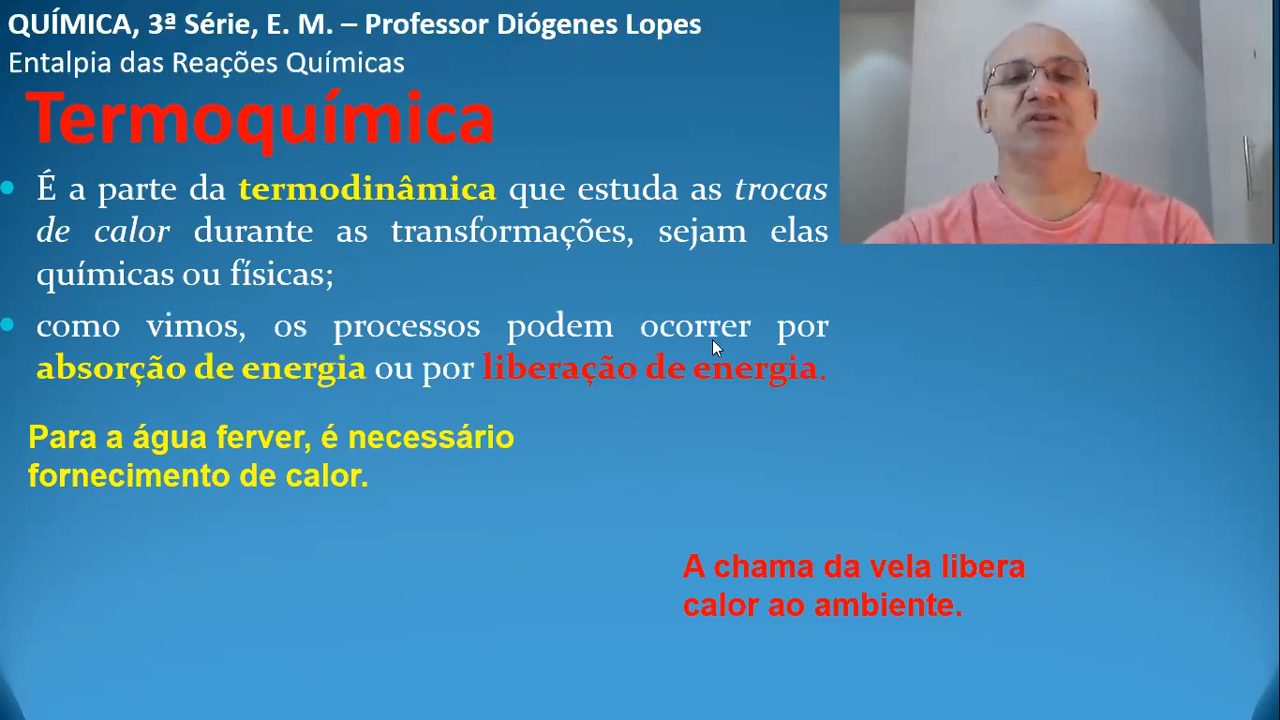 QUÍMICA, 3ª Série, E. M. – Professor Diógenes Lopes
Entalpia das Reações Químicas
Termoquímica
• É a parte da termodinâmica que estuda as trocas
de calor durante as transformações, sejam elas
químicas ou físicas;
• como vimos, os processos podem ocorrer por
absorção de energia ou por liberação de energia.
Para a água ferver, é necessário
fornecimento de calor.
A chama da vela libera
calor ao ambiente.